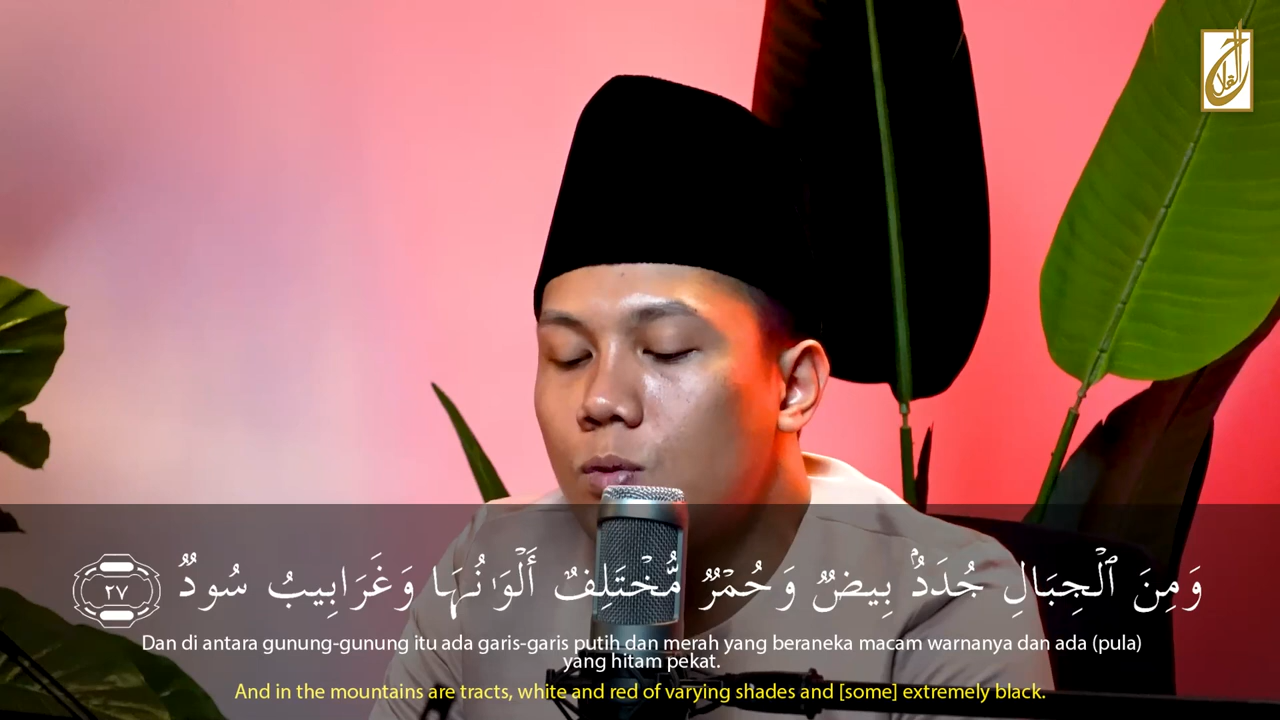 وَمِنَ ٱلْجِبَالِ جُدَدٌۢ بِيضٌ وَحُمْرٌ مُّخْتَلِفٌ أَلْوَٰنُهَا وَغَرَابِيبُ سُودٌ ٢٧
Dan di antara gunung-gunung itu ada garis-garis putih dan merah yang beraneka macam warnanya dan ada (pula)
yang hitam pekat.
And in the mountains are tracts, white and red of varying shades and [some] extremely black.